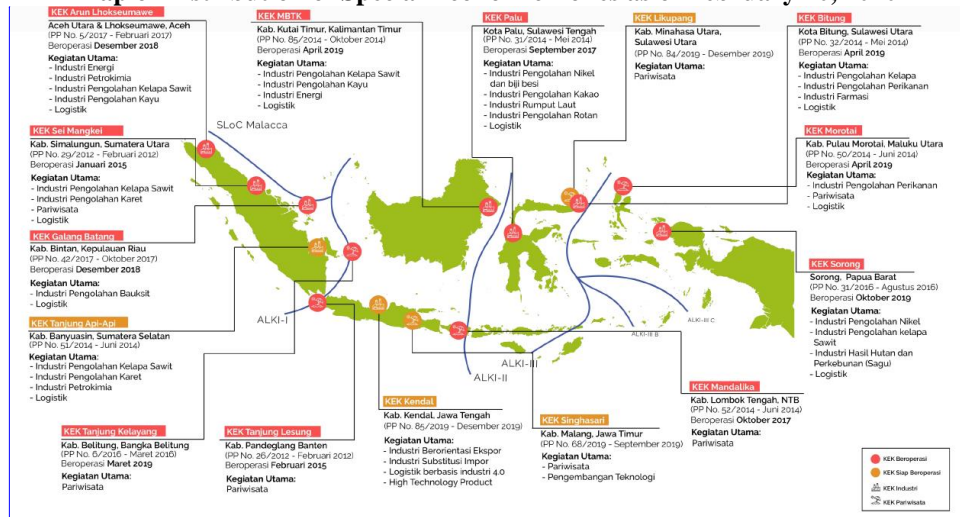 KEK Arun Lhokseumawe
Aceh Utara & Lhokseumawe, Aceh
(PP No. 5/2017 - Februari 2017)
Beroperasi Desember 2018
Kegiatan Utama:
- Industri Energi
- Industri Petrokimia
- Industri Pengolahan Kelapa Sawit
- Industri Pengolahan Kayu
- Logistik
KEK MBTK
Kab. Kutai Timur, Kalimantan Timur
(PP No. 85/2014 - Oktober 2014)
Beroperasi April 2019
Kegiatan Utama:
- Industri Pengolahan Kelapa Sawit
- Industri Pengolahan Kayu
- Industri Energi
- Logistik
KEK Palu
Kota Palu, Sulawesi Tengah
(PP No. 31/2014 - Mei 2014)
Beroperasi September 2017
Kegiatan Utama:
- Industri Pengolahan Nikel
dan biji besi
- Industri Pengolahan Kakao
- Industri Rumput Laut
- Industri Pengolahan Rotan
- Logistik
KEK Likupang
Kab. Minahasa Utara,
Sulawesi Utara
(PP No. 84/2019 - Desember 2019)
Kegiatan Utama:
Pariwisata
KEK Bitung
Kota Bitung, Sulawesi Utara
(PP No. 32/2014 - Mei 2014)
Beroperasi April 2019
Kegiatan Utama:
- Industri Pengolahan Kelapa
- Industri Pengolahan Perikanan
- Industri Farmasi
- Logistik
SLoC Malacca
KEK Sei Mangkei
Kab. Simalungun, Sumatera Utara
(PP No. 29/2012 - Februari 2012)
Beroperasi Januari 2015
Kegiatan Utama:
- Industri Pengolahan Kelapa Sawit
- Industri Pengolahan Karet
- Pariwisata
- Logistik
KEK Morotai
Kab. Pulau Morotai, Maluku Utara
(PP No. 50/2014 - Juni 2014)
Beroperasi April 2019
Kegiatan Utama:
- Industri Pengolahan Perikanan
- Pariwisata
- Logistik
KEK Galang Batang
Kab. Bintan, Kepulauan Riau
(PP No. 42/2017 - Oktober 2017)
Beroperasi Desember 2018
Kegiatan Utama:
- Industri Pengolahan Bauksit
- Logistik
KEK Sorong
Sorong, Papua Barat
(PP No. 31/2016 - Agustus 2016)
Beroperasi Oktober 2019
Kegiatan Utama:
- Industri Pengolahan Nikel
- Industri Pengolahan kelapa
Sawit
- Industri Hasil Hutan dan
Perkebunan (Sagu)
- Logistik
KEK Tanjung Api-Api
Kab. Banyuasin, Sumatera Selatan
(PP No. 51/2014 - Juni 2014)
Kegiatan Utama:
- Industri Pengolahan Kelapa Sawit
- Industri Pengolahan Karet
- Industri Petrokimia
- Logistik
ALKI-I
ALKI-II
ALKI-III
ALKI-III B
ALKI-III C
KEK Tanjung Kelayang
Kab. Belitung, Bangka Belitung
(PP No. 6/2016 - Maret 2016)
Beroperasi Maret 2019
Kegiatan Utama:
Pariwisata
KEK Tanjung Lesung
Kab. Pandeglang Banten
(PP No. 26/2012 - Februari 2012)
Beroperasi Februari 2015
Kegiatan Utama:
Pariwisata
KEK Kendal
Kab. Kendal, Jawa Tengah
(PP No. 85/2019 - Desember 2019)
Kegiatan Utama:
- Industri Berorientasi Ekspor
- Industri Substitusi Impor
- Logistik berbasis industri 4.0
- High Technology Product
KEK Singhasari
Kab. Malang, Jawa Timur
(PP No. 68/2019 - September 2019)
Kegiatan Utama:
- Pariwisata
- Pengembangan Teknologi
KEK Mandalika
Kab. Lombok Tengah, NTB
(PP No. 52/2014 - Juni 2014)
Beroperasi Oktober 2017
Kegiatan Utama:
Pariwisata
KEK Beroperasi
KEK Siap Beroperasi
KEK Industri
KEK Pariwisata